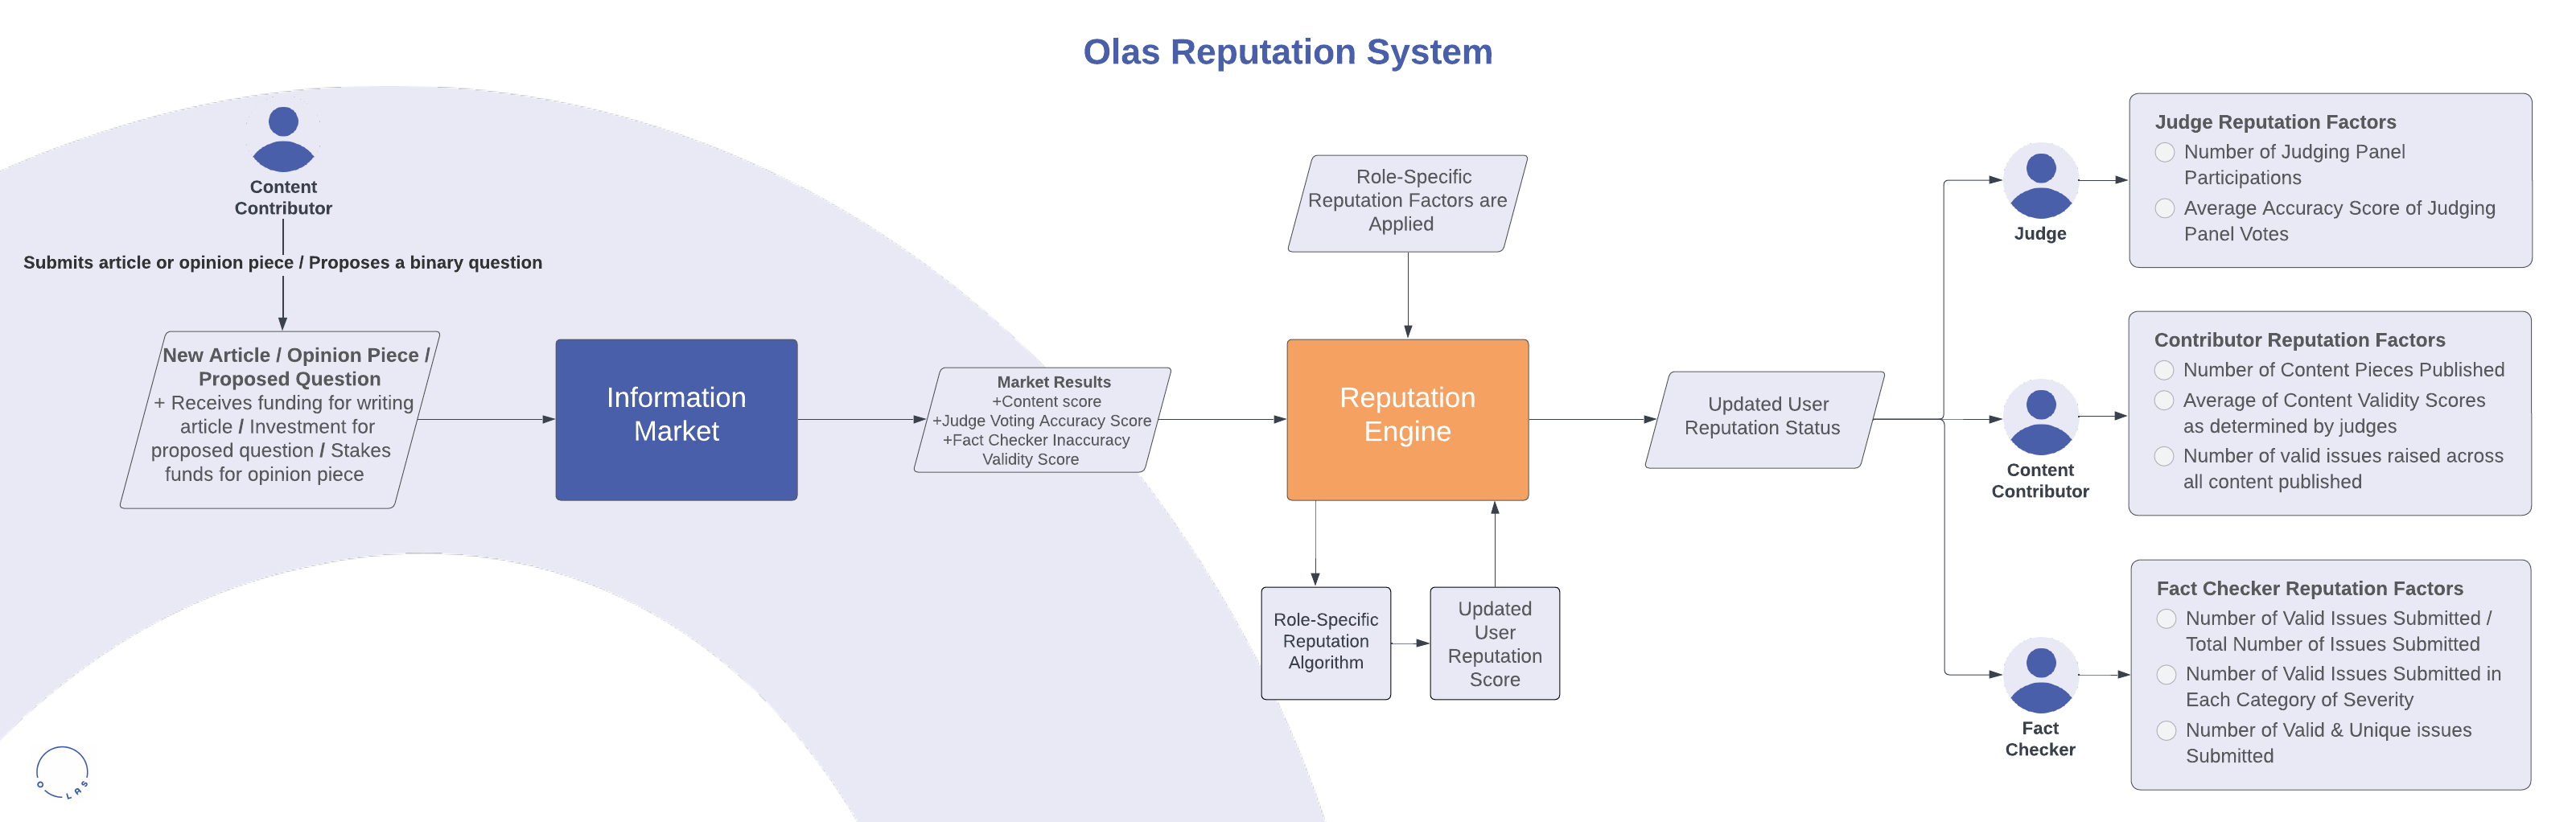 Olas Reputation System
Content
Contributor
Submits article or opinion piece / Proposes a binary question
New Article / Opinion Piece /
Proposed Question
+ Receives funding for writing
article / Investment for
proposed question / Stakes
funds for opinion piece
Information
Market
Market Results
+Content score
+Judge Voting Accuracy Score
+Fact Checker Inaccuracy
Validity Score
Role-Specific
Reputation Factors are
Applied
Reputation
Engine
Role-Specific
Reputation
Algorithm
Updated
User
Reputation
Score
Updated User
Reputation Status
Judge
Judge Reputation Factors
Number of Judging Panel
Participations
Average Accuracy Score of Judging
Panel Votes
Content
Contributor
Contributor Reputation Factors
Number of Content Pieces Published
Average of Content Validity Scores
as determined by judges
Number of valid issues raised across
all content published
Fact
Checker
Fact Checker Reputation Factors
Number of Valid Issues Submitted /
Total Number of Issues Submitted
Number of Valid Issues Submitted in
Each Category of Severity
Number of Valid & Unique issues
Submitted
OLAS